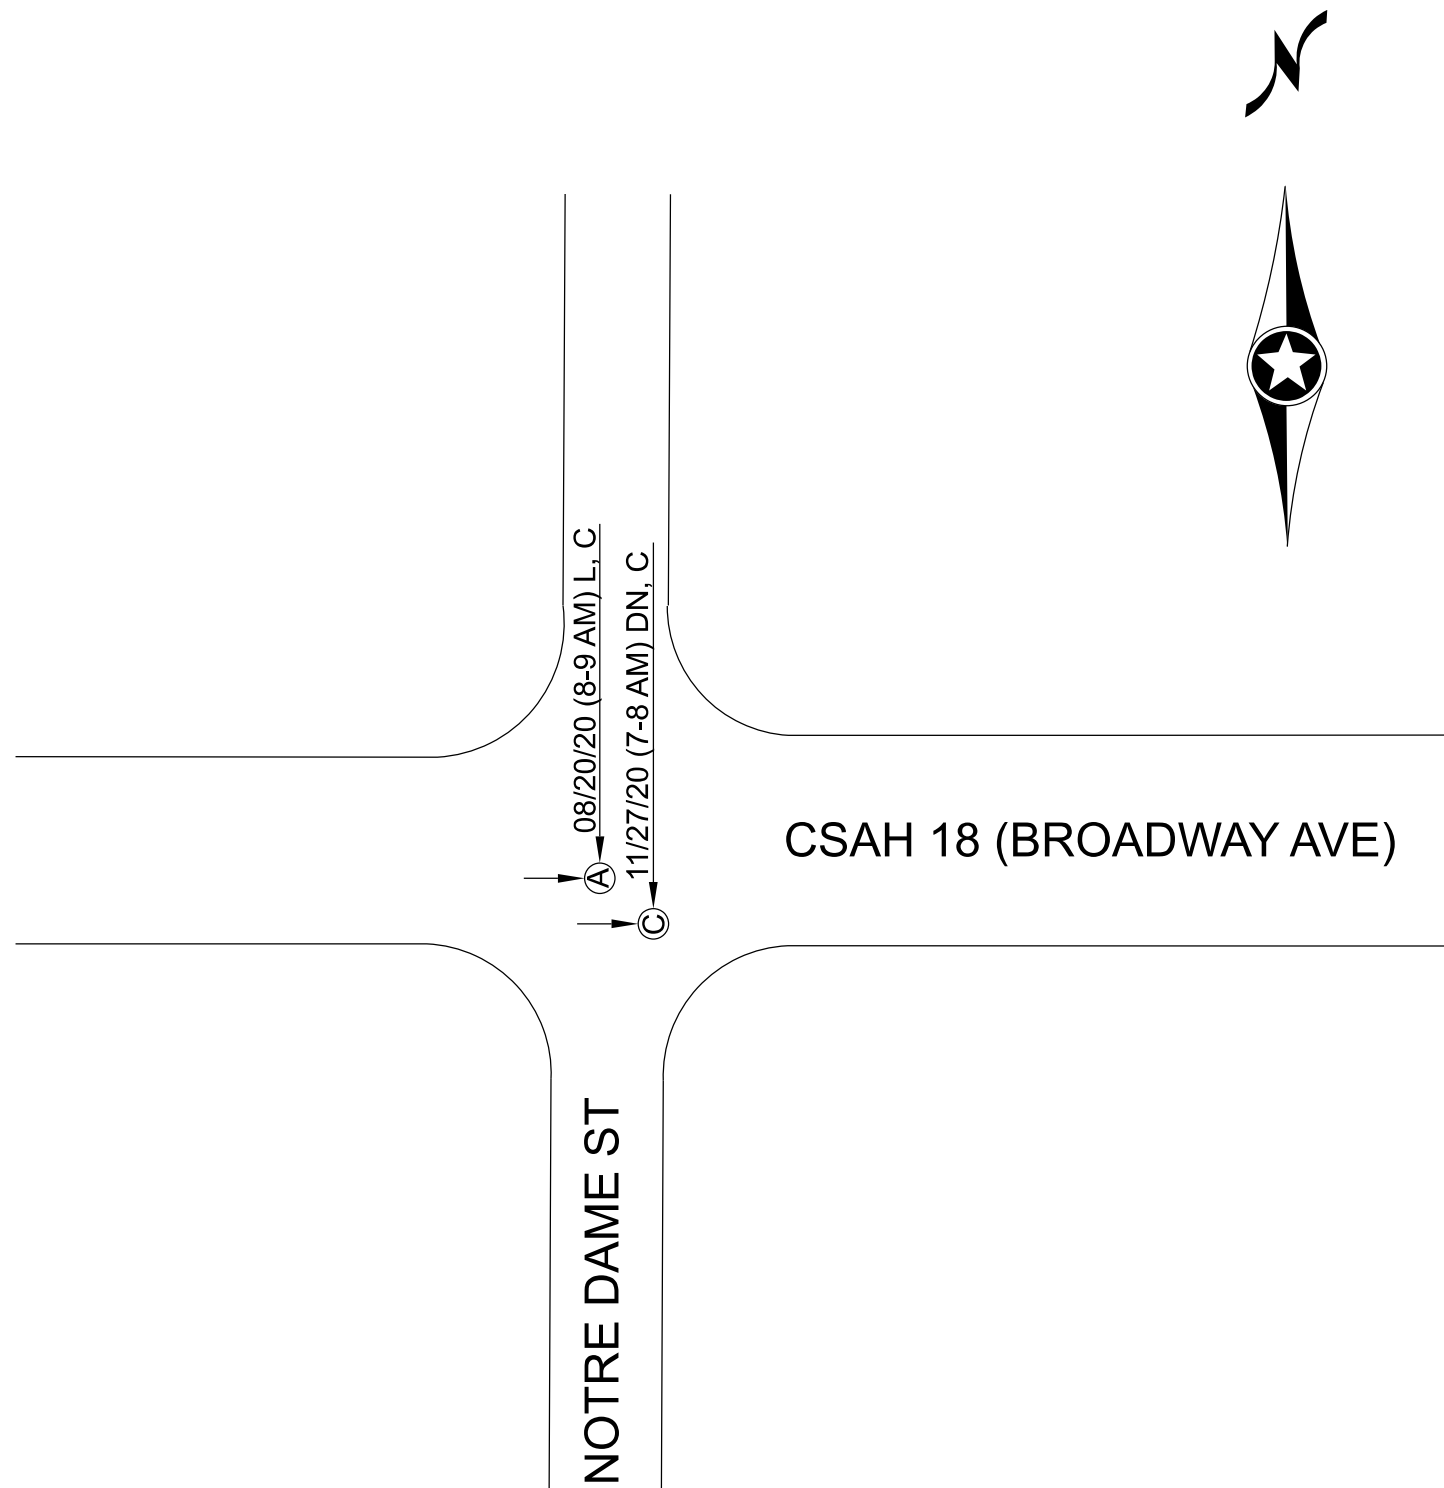 N
08/20/20 (8-9 AM) L, C
11/27/20 (7-8 AM) DN, C
CSAH 18 (BROADWAY AVE)
A
C
NOTRE DAME ST